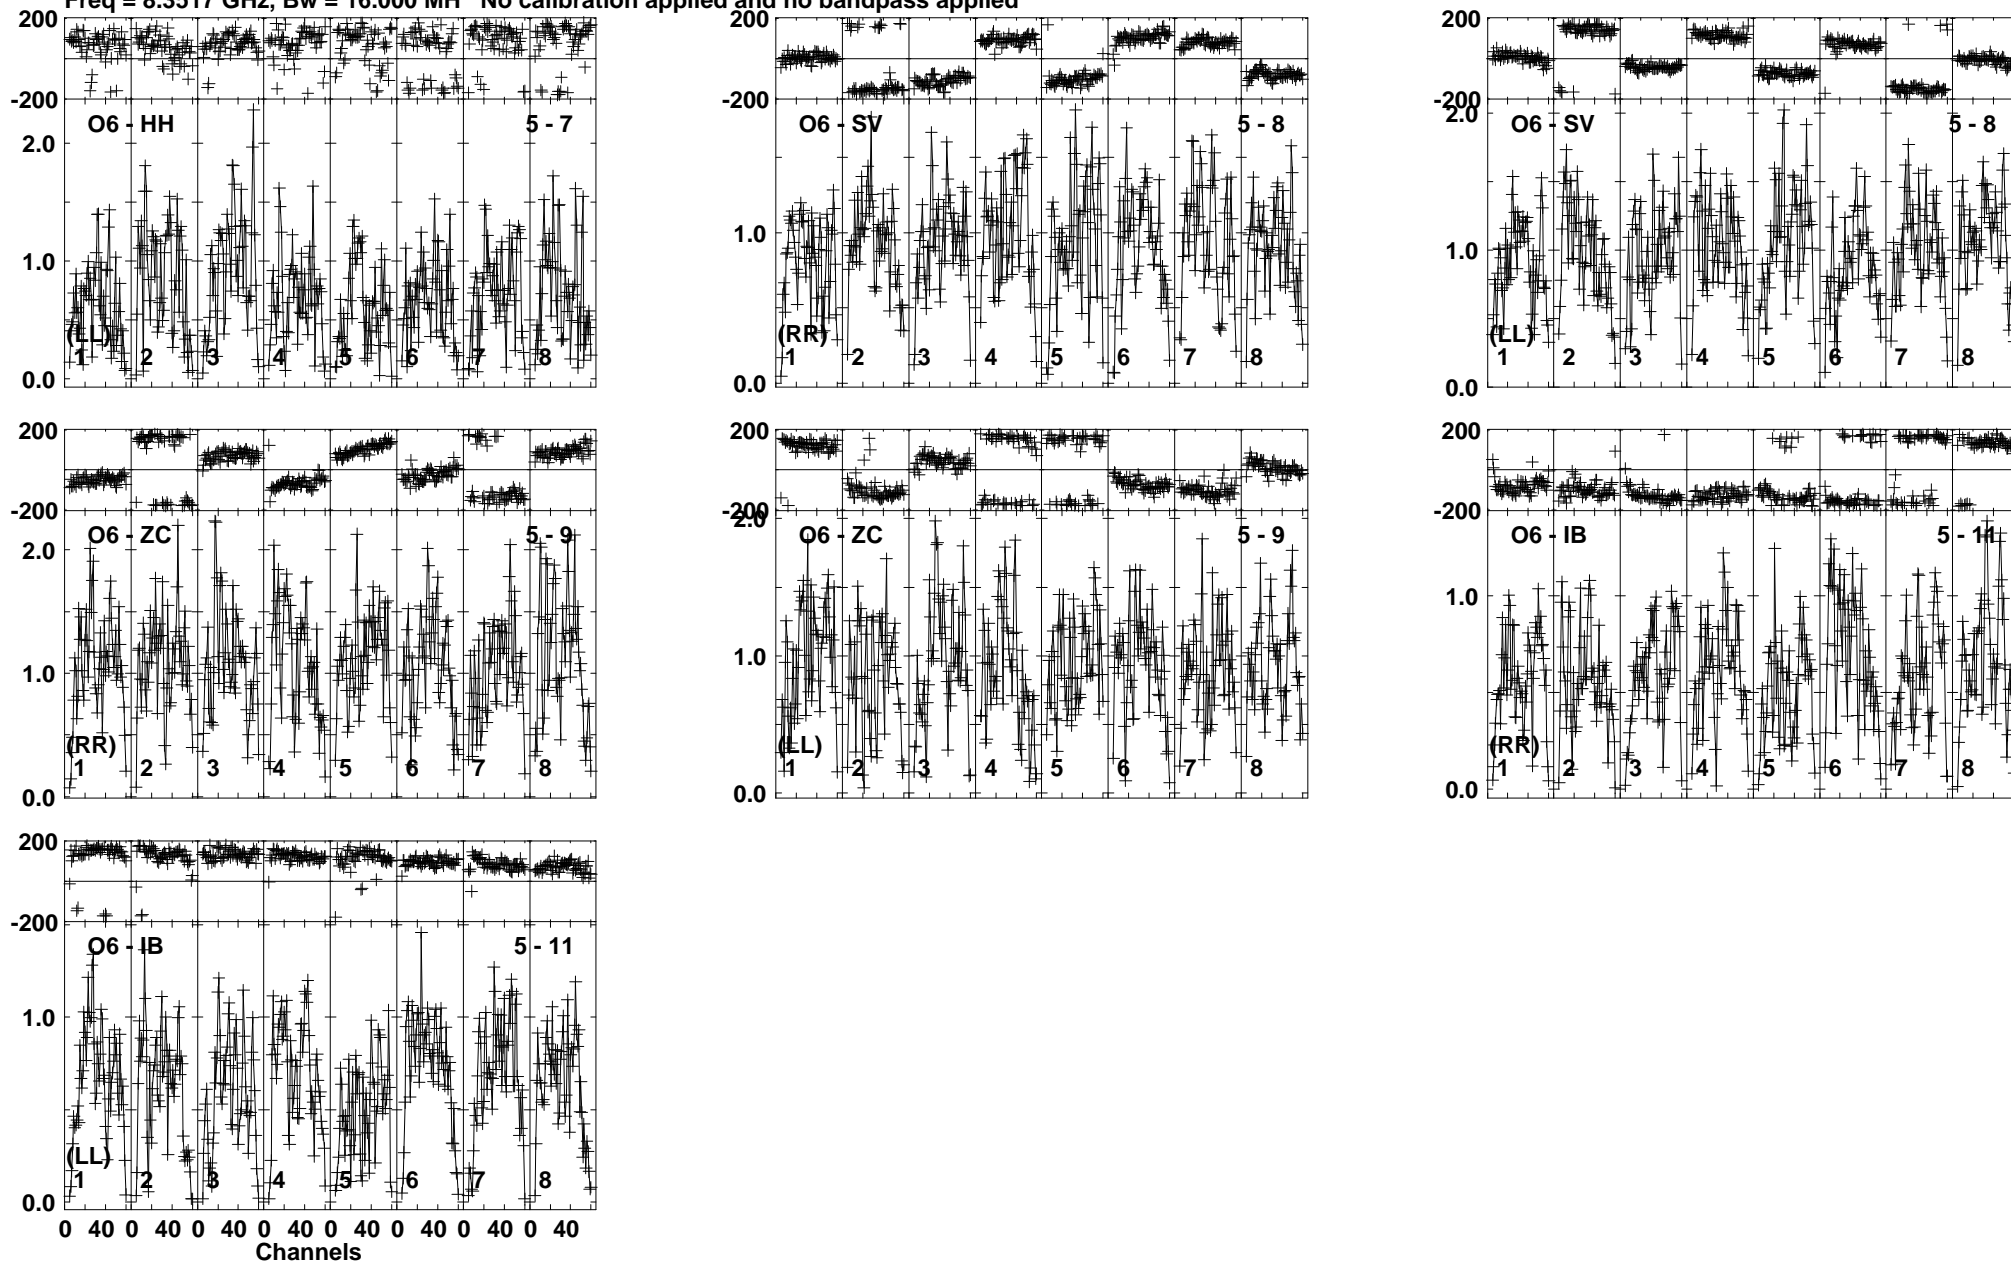 Freq = 8.3517 GHz, Bw = 16.000 MH No calibration applied and no bandpass applied
200
-200
O6 - HH 5 - 7
2.0
1.0
0.0
(LL)
1 2 3 4 5 6 7 8
200
-200
O6 - SV 5 - 8
1.0
0.0
(RR)
1 2 3 4 5 6 7 8
200
-200
2.0
O6 - SV 5 - 8
1.0
0.0
(LL)
1 2 3 4 5 6 7 8
200
-200
O6 - ZC 5 - 9
2.0
1.0
0.0
(RR)
1 2 3 4 5 6 7 8
200
-200
2.0
O6 - ZC 5 - 9
1.0
0.0
(LL)
1 2 3 4 5 6 7 8
200
-200
O6 - IB 5 - 11
1.0
0.0
(RR)
1 2 3 4 5 6 7 8
200
-200
O6 - IB 5 - 11
1.0
0.0
(LL)
1 2 3 4 5 6 7 8
0 40 0 40 0 40 0 40 0 40 0 40 0 40 0 40
Channels